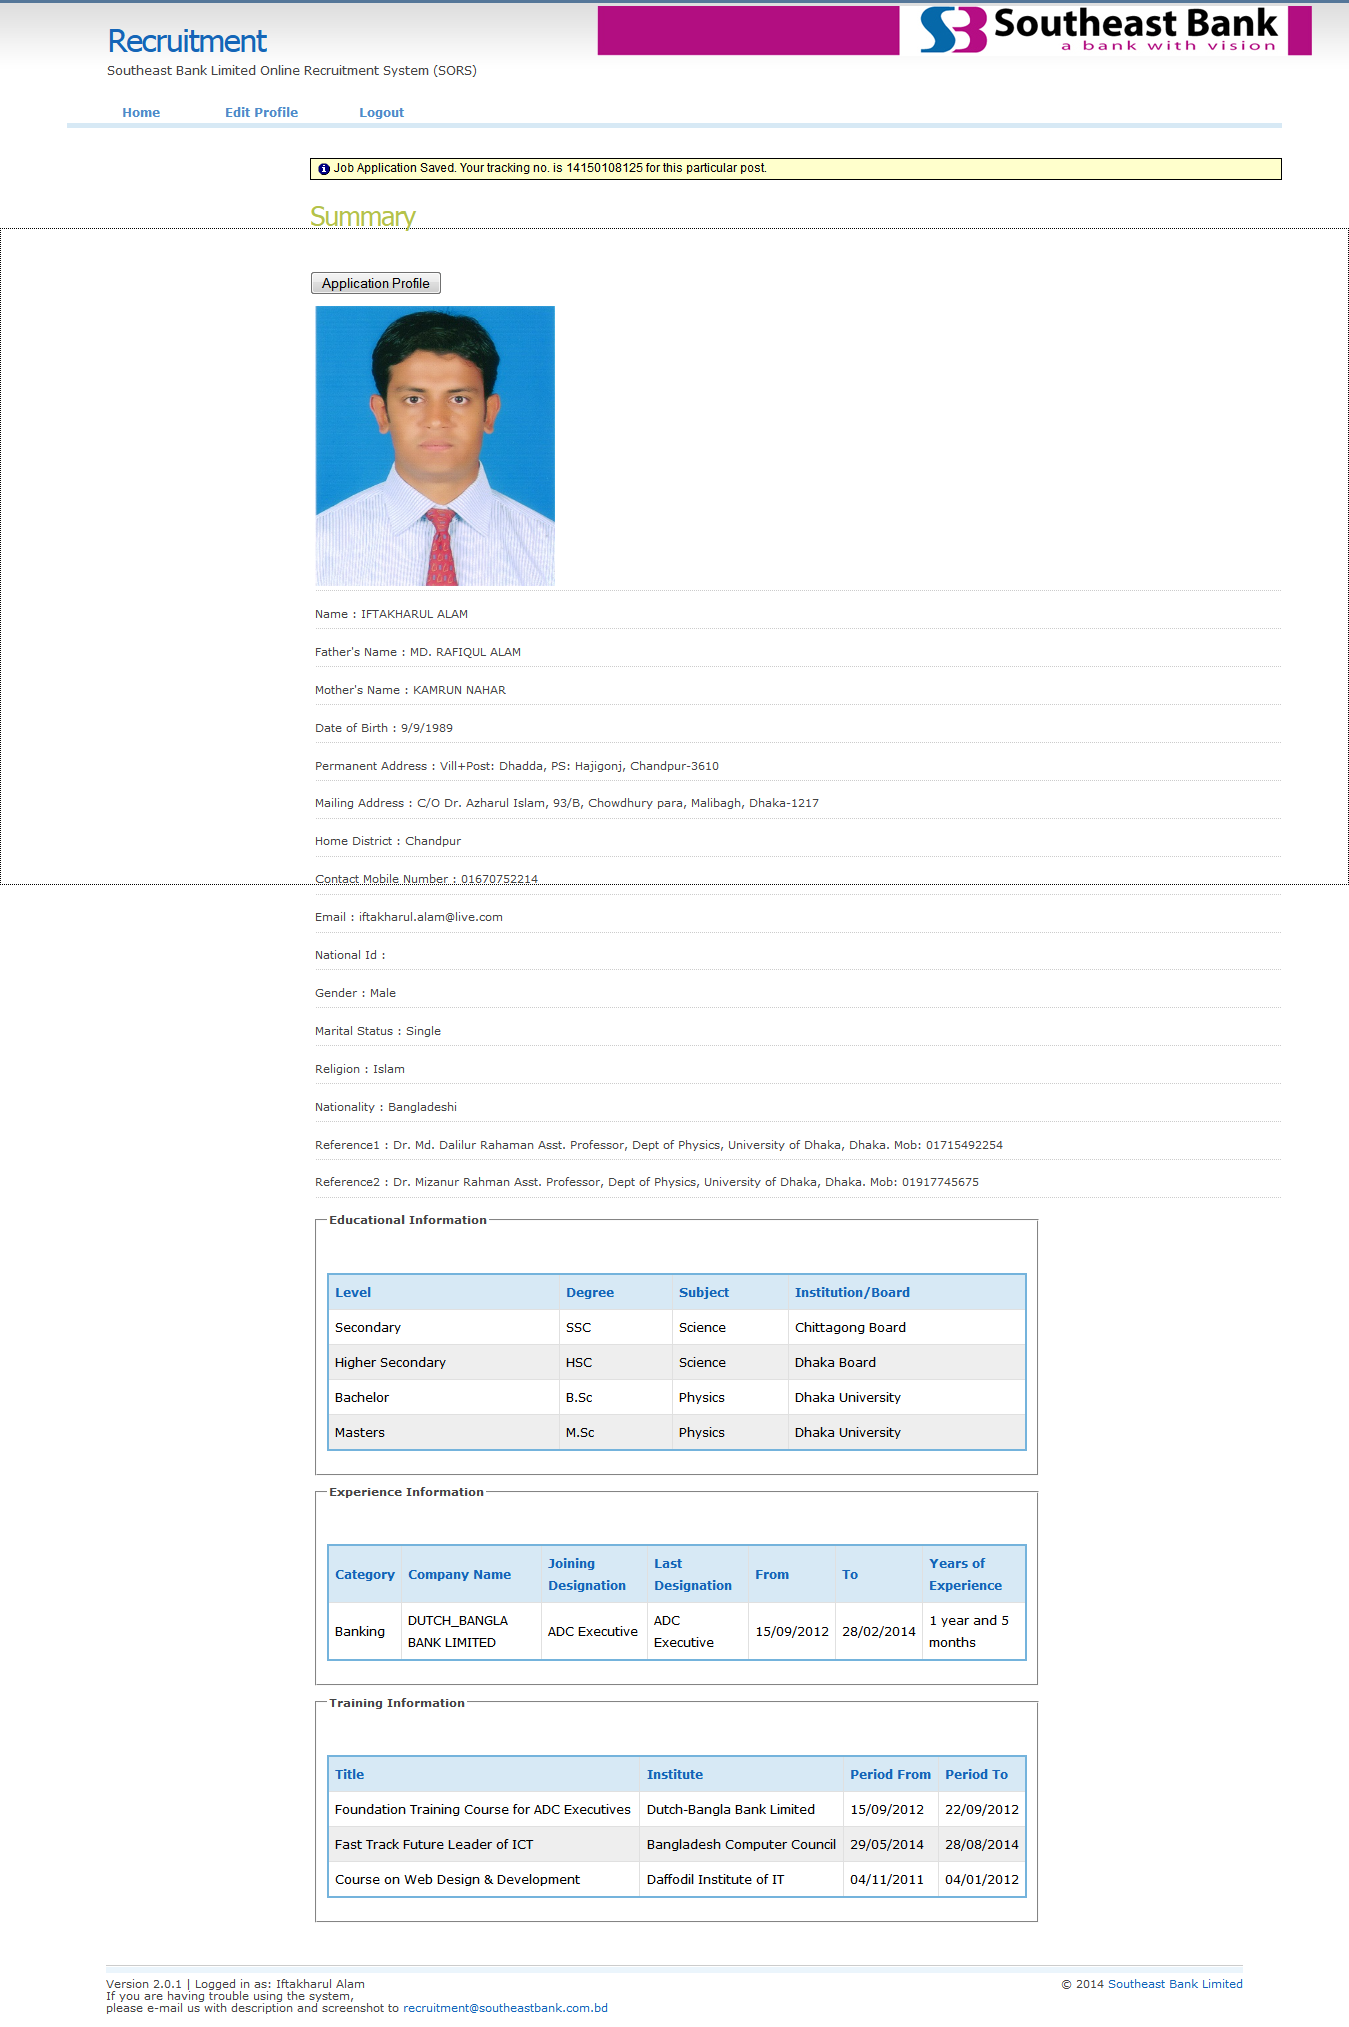 Southeast Bank
a bank with vision
Recruitment
Southeast Bank Limited Online Recruitment System (SORS)
Home Edit Profile Logout
Job Application Saved. Your tracking no. is 14150108125 for this particular post.
Summary
Application Profile
Name : IFTAKHARUL ALAM
Father's Name : MD. RAFIQUL ALAM
Mother's Name : KAMRUN NAHAR
Date of Birth : 9/9/1989
Permanent Address : Vill+Post: Dhadda, PS: Hajigonj, Chandpur-3610
Mailing Address : C/O Dr. Azharul Islam, 93/B, Chowdhury para, Malibagh, Dhaka-1217
Home District : Chandpur
Contact Mobile Number : 01670752214
Email : iftakharul.alam@live.com
National Id :
Gender : Male
Marital Status : Single
Religion : Islam
Nationality : Bangladeshi
Reference1 : Dr. Md. Dalilur Rahaman Asst. Professor, Dept of Physics, University of Dhaka, Dhaka. Mob: 01715492254
Reference2 : Dr. Mizanur Rahman Asst. Professor, Dept of Physics, University of Dhaka, Dhaka. Mob: 01917745675
Educational Information
Level Degree Subject Institution/Board
Secondary SSC Science Chittagong Board
Higher Secondary HSC Science Dhaka Board
Bachelor B.Sc Physics Dhaka University
Masters M.Sc Physics Dhaka University
Experience Information
Category Company Name Joining Designation Last Designation From To Years of Experience
Banking DUTCH_BANGLA BANK LIMITED ADC Executive ADC Executive 15/09/2012 28/02/2014 1 year and 5 months
Training Information
Title Institute Period From Period To
Foundation Training Course for ADC Executives Dutch-Bangla Bank Limited 15/09/2012 22/09/2012
Fast Track Future Leader of ICT Bangladesh Computer Council 29/05/2014 28/08/2014
Course on Web Design & Development Daffodil Institute of IT 04/11/2011 04/01/2012
Version 2.0.1 | Logged in as: Iftakharul Alam © 2014 Southeast Bank Limited
If you are having trouble using the system,
please e-mail us with description and screenshot to recruitment@southeastbank.com.bd